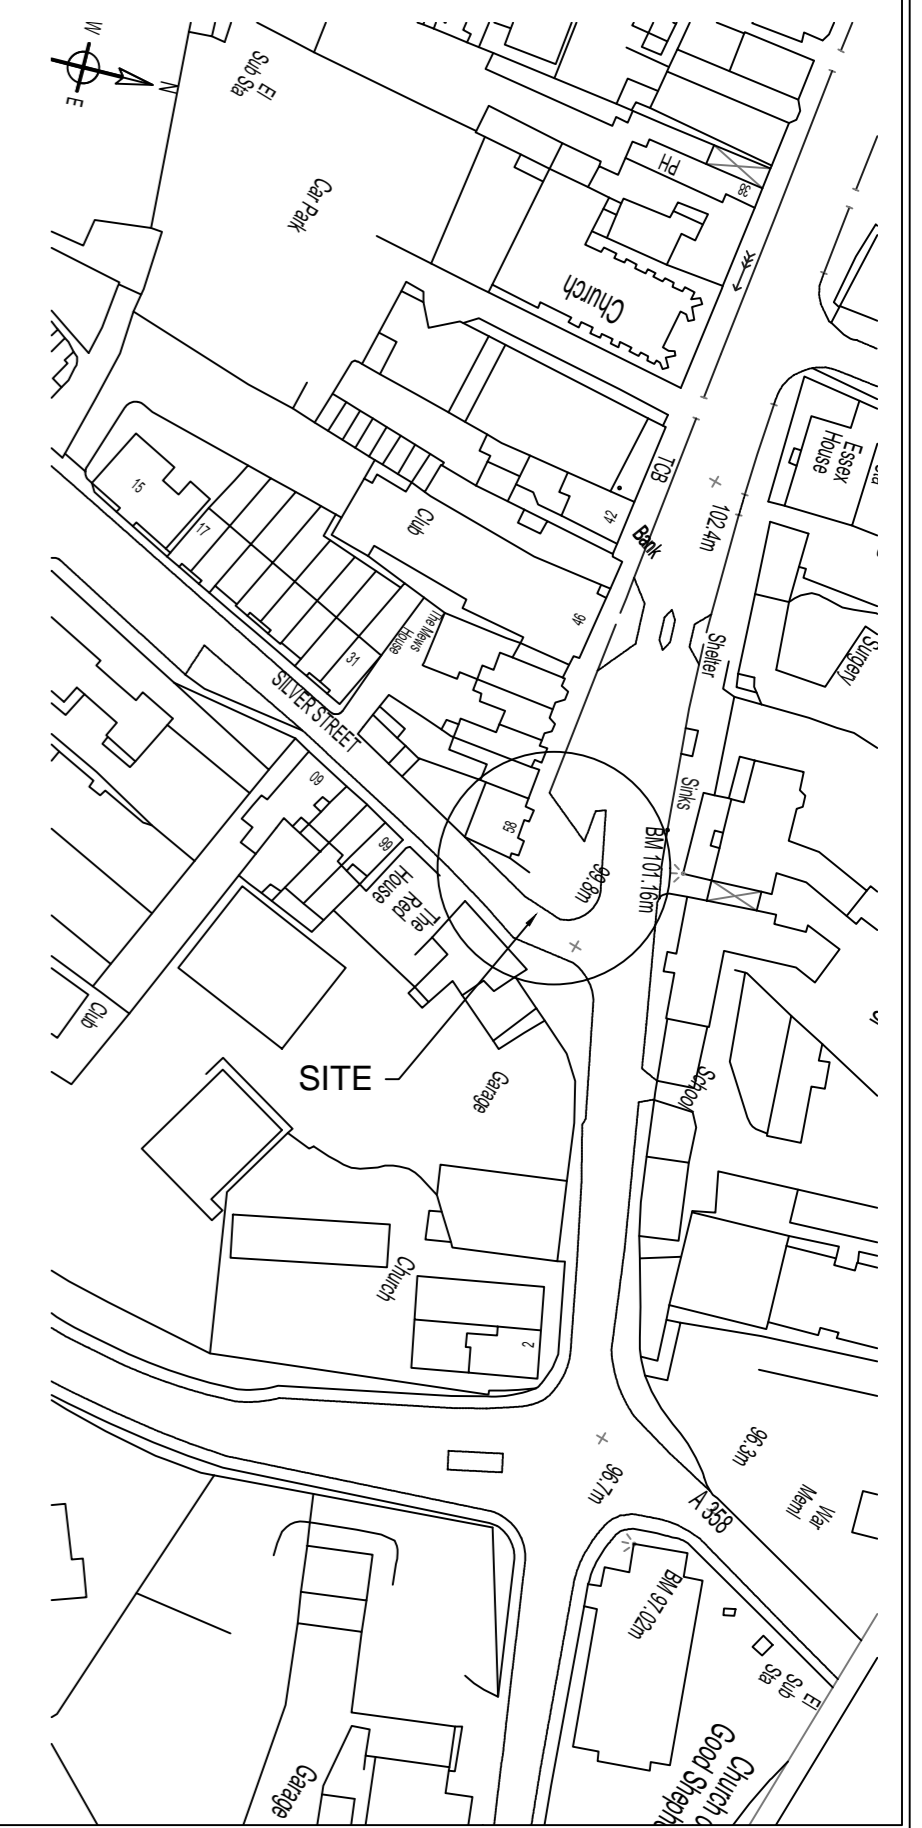 W
N
E
El
Sub Sta
Car Park
PH
38
Church
Essex
House
TCB
102.4m
42
Bank
Club
15
17
46
Surgery
Shelter
The Mews
House
31
SILVER STREET
Sinks
58
BM 101.16m
99.8m
60
66
The
Red
House
Club
SITE
Garage
School
Church
2
96.3m
96.7m
War
Meml
A 358
BM 97.02m
El
Sub
Sta
Church o
Good Sheph
Garage